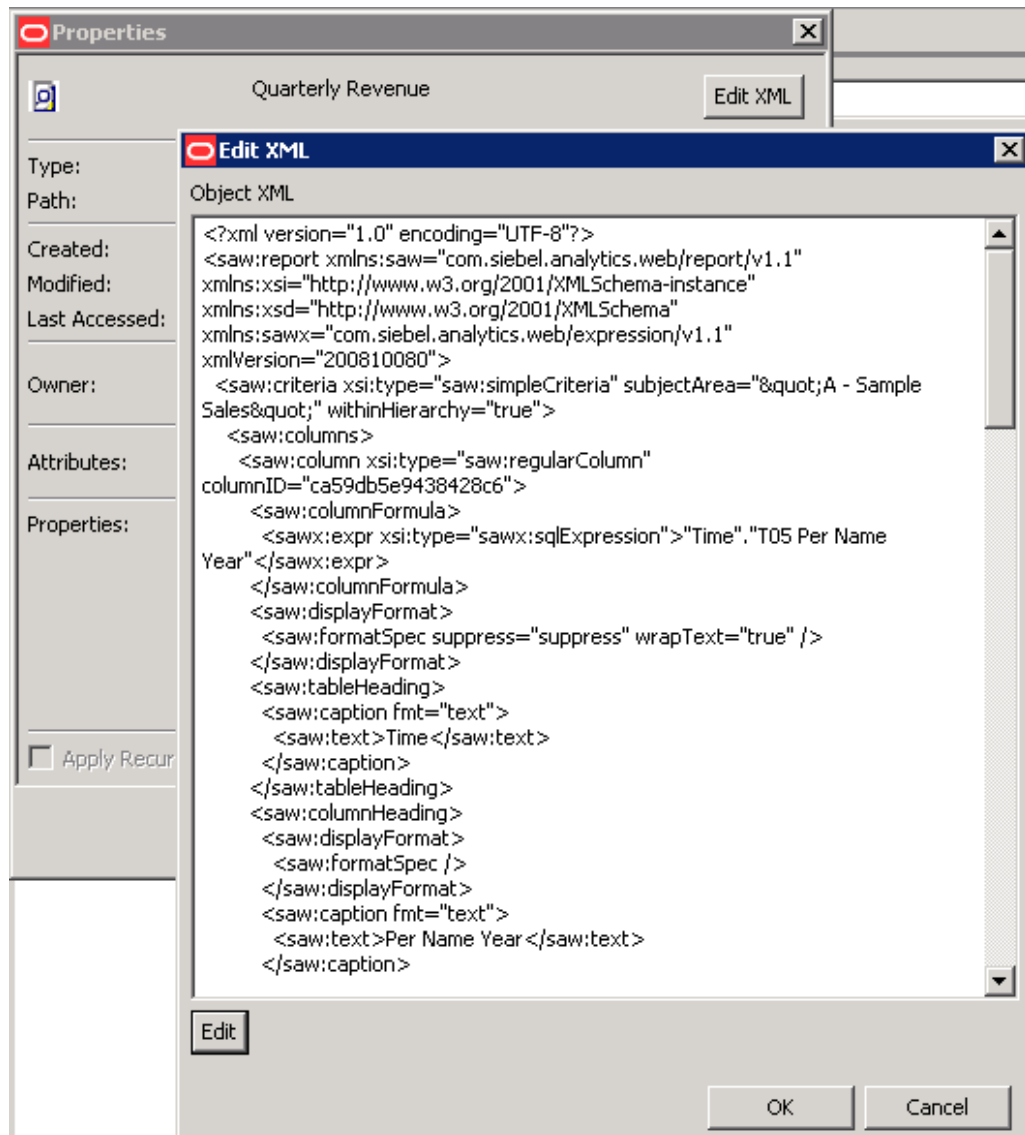 Properties
Quarterly Revenue
Edit XML
Type:
Path:
Created:
Modified:
Last Accessed:
Owner:
Attributes:
Properties:
Apply Recur
Edit XML
Object XML
<?xml version="1.0" encoding="UTF-8"?>
<saw:report xmlns:saw="com.siebel.analytics.web/report/v1.1"
xmlns:xsi="http://www.w3.org/2001/XMLSchema-instance"
xmlns:xsd="http://www.w3.org/2001/XMLSchema"
xmlns:sawx="com.siebel.analytics.web/expression/v1.1"
xmlVersion="200810080">
<saw:criteria xsi:type="saw:simpleCriteria" subjectArea="&quot;A - Sample
Sales&quot;" withinHierarchy="true">
<saw:columns>
<saw:column xsi:type="saw:regularColumn"
columnID="ca59db5e9438428c6">
<saw:columnFormula>
<sawx:expr xsi:type="sawx:sqlExpression">"Time"."T05 Per Name
Year"</sawx:expr>
</saw:columnFormula>
<saw:displayFormat>
<saw:formatSpec suppress="suppress" wrapText="true" />
</saw:displayFormat>
<saw:tableHeading>
<saw:caption fmt="text">
<saw:text>Time</saw:text>
</saw:caption>
</saw:tableHeading>
<saw:columnHeading>
<saw:displayFormat>
<saw:formatSpec />
</saw:displayFormat>
<saw:caption fmt="text">
<saw:text>Per Name Year</saw:text>
</saw:caption>
Edit
OK
Cancel